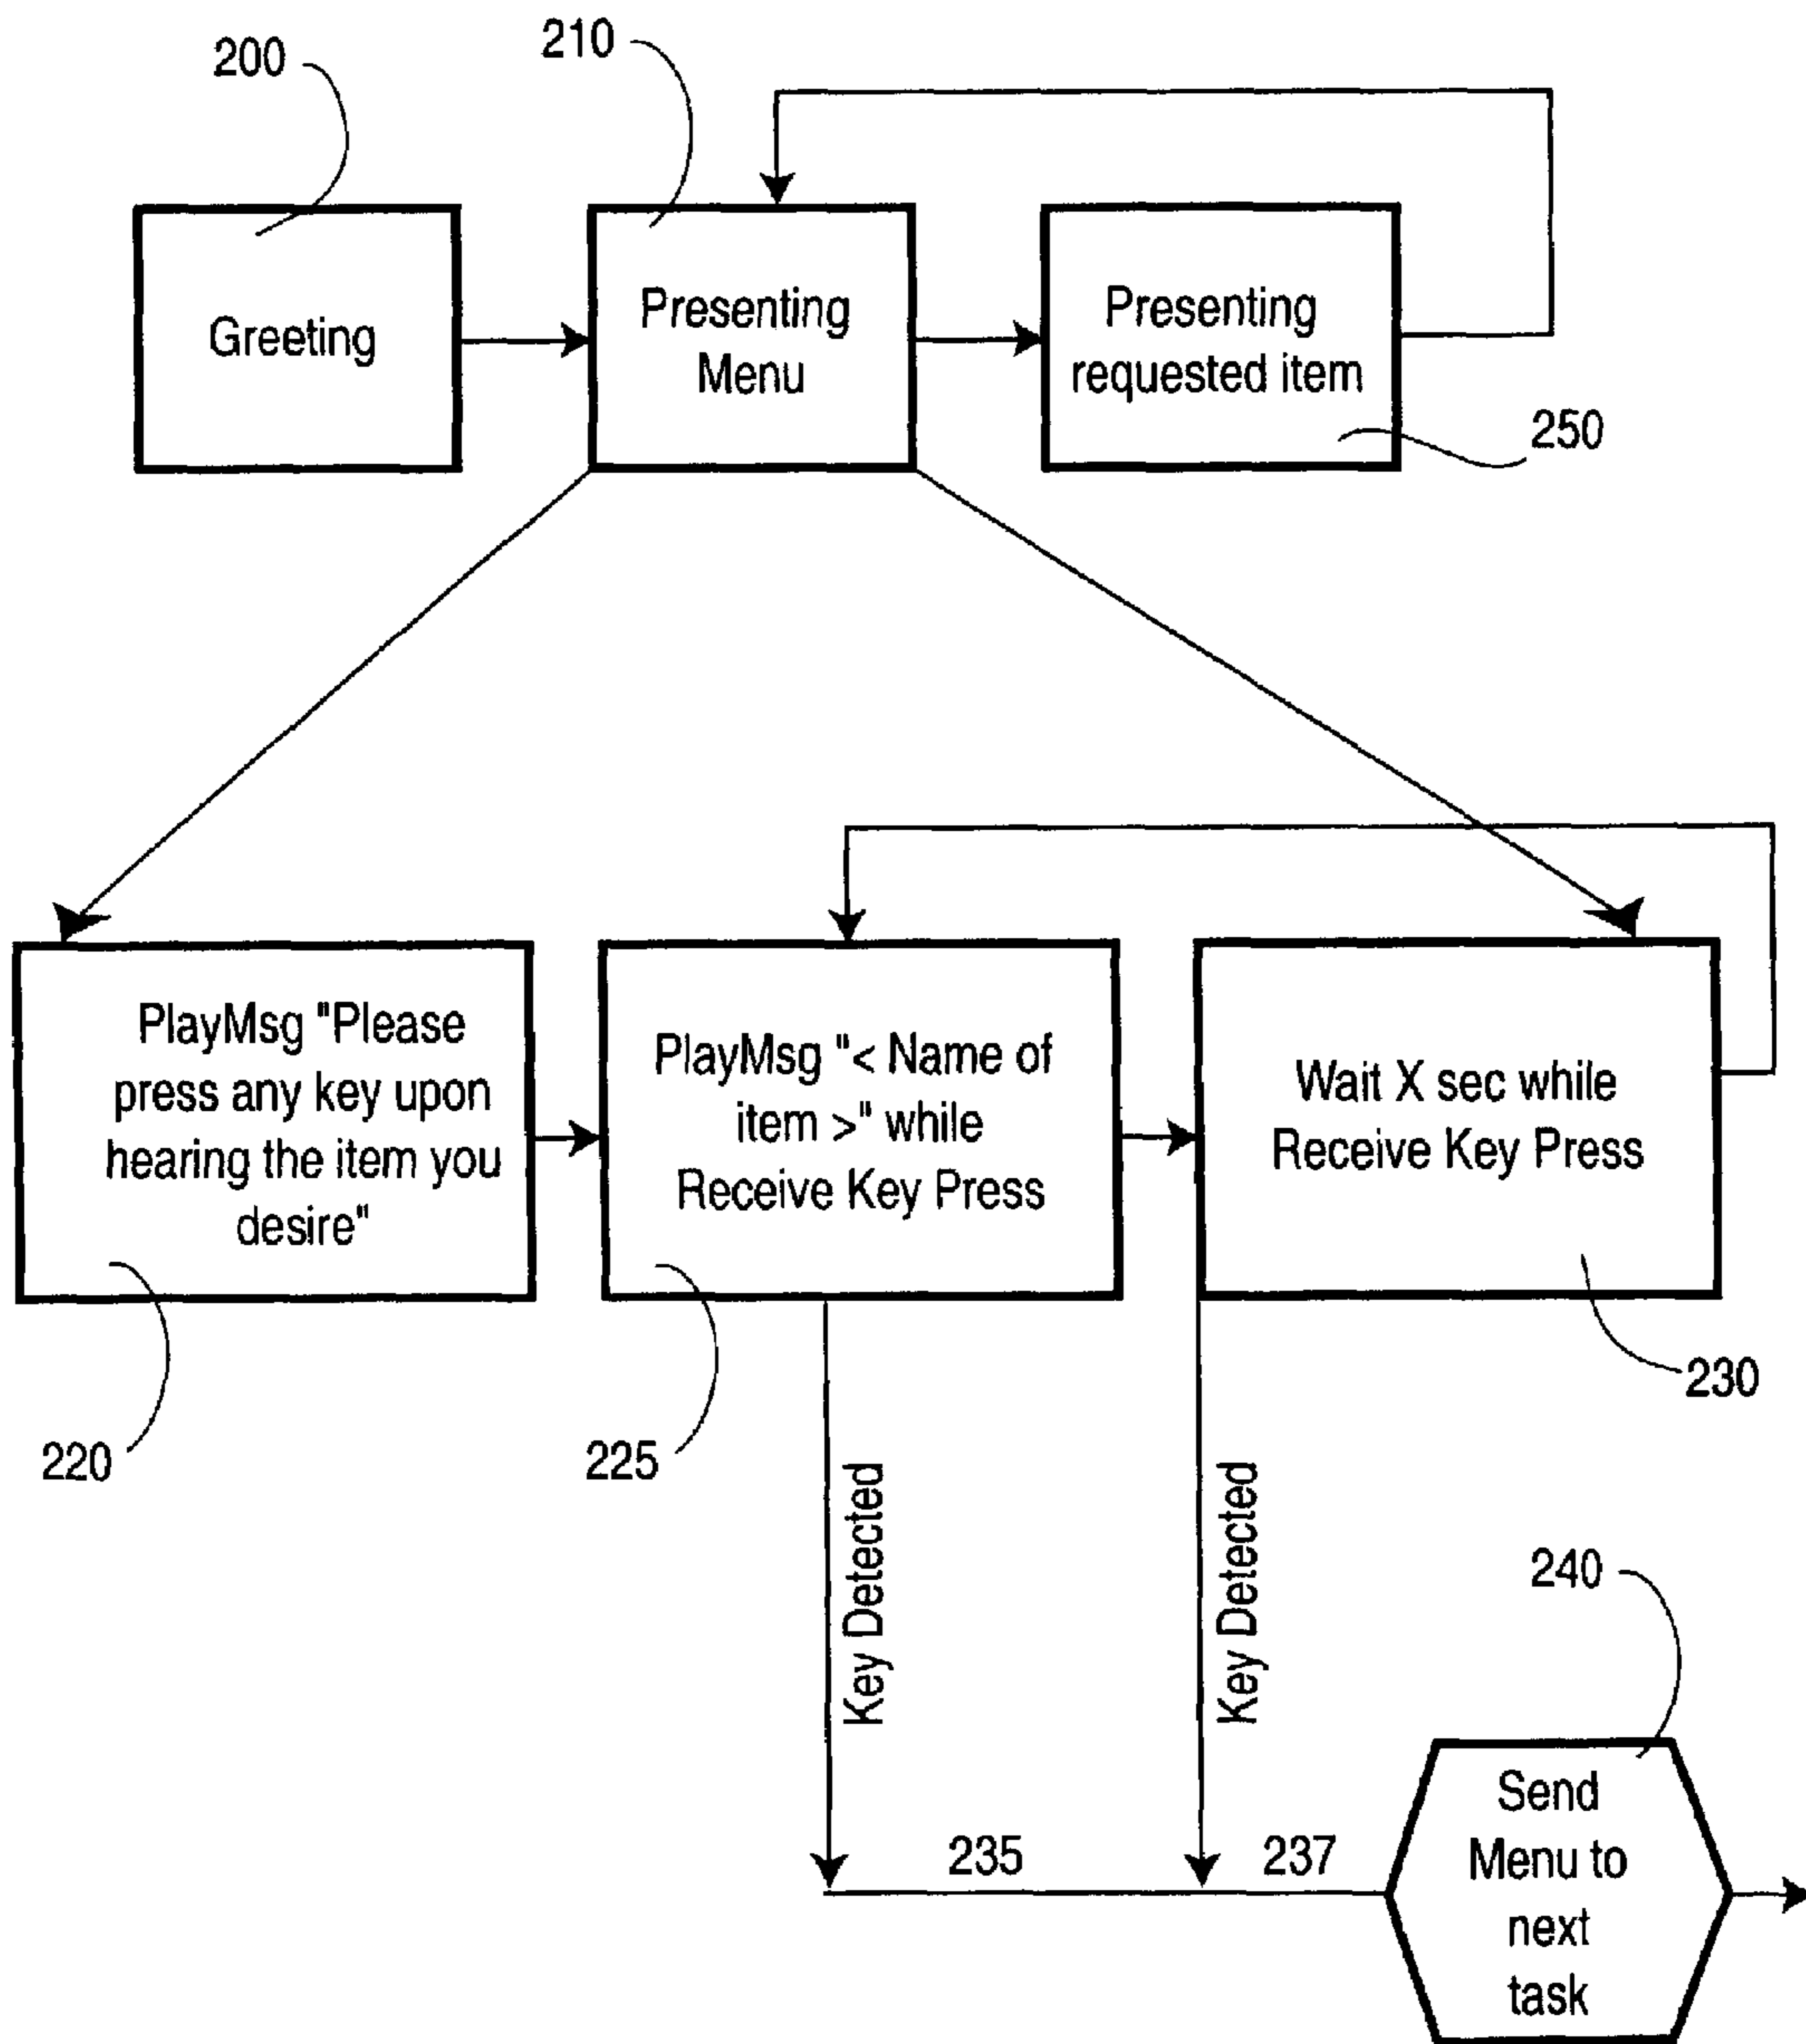 200
210
Greeting
Presenting
Menu
Presenting
requested item
250
PlayMsg "Please
press any key upon
hearing the item you
desire"
PlayMsg "< Name of
item >" while
Receive Key Press
Wait X sec while
Receive Key Press
220
225
230
Key Detected
Key Detected
240
235
237
Send
Menu to
next
task